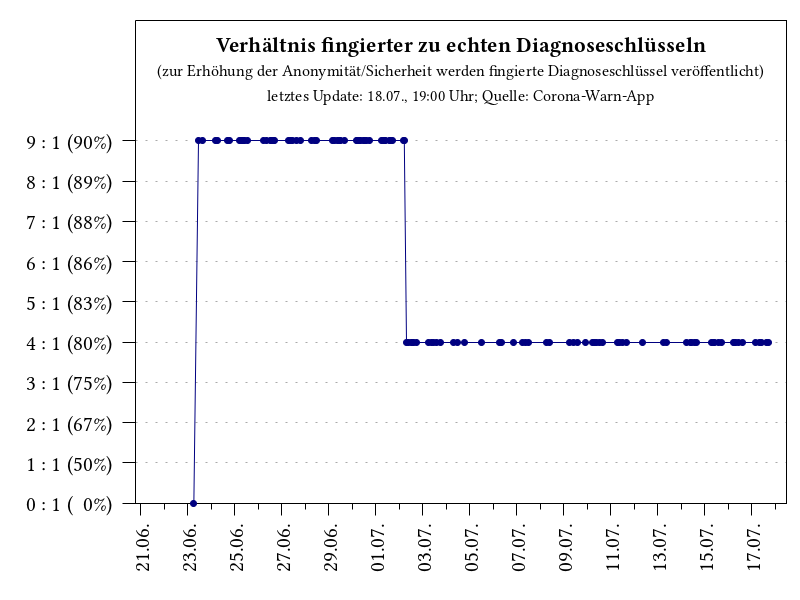 Verhältnis fingierter zu echten Diagnoseschlüsseln
(zur Erhöhung der Anonymität/Sicherheit werden fingierte Diagnoseschlüssel veröffentlicht)
letztes Update: 18.07., 19:00 Uhr; Quelle: Corona-Warn-App
9 : 1 (90%)
8 : 1 (89%)
7 : 1 (88%)
6 : 1 (86%)
5 : 1 (83%)
4 : 1 (80%)
3 : 1 (75%)
2 : 1 (67%)
1 : 1 (50%)
0 : 1 (  0%)
21.06.
23.06.
25.06.
27.06.
29.06.
01.07.
03.07.
05.07.
07.07.
09.07.
11.07.
13.07.
15.07.
17.07.